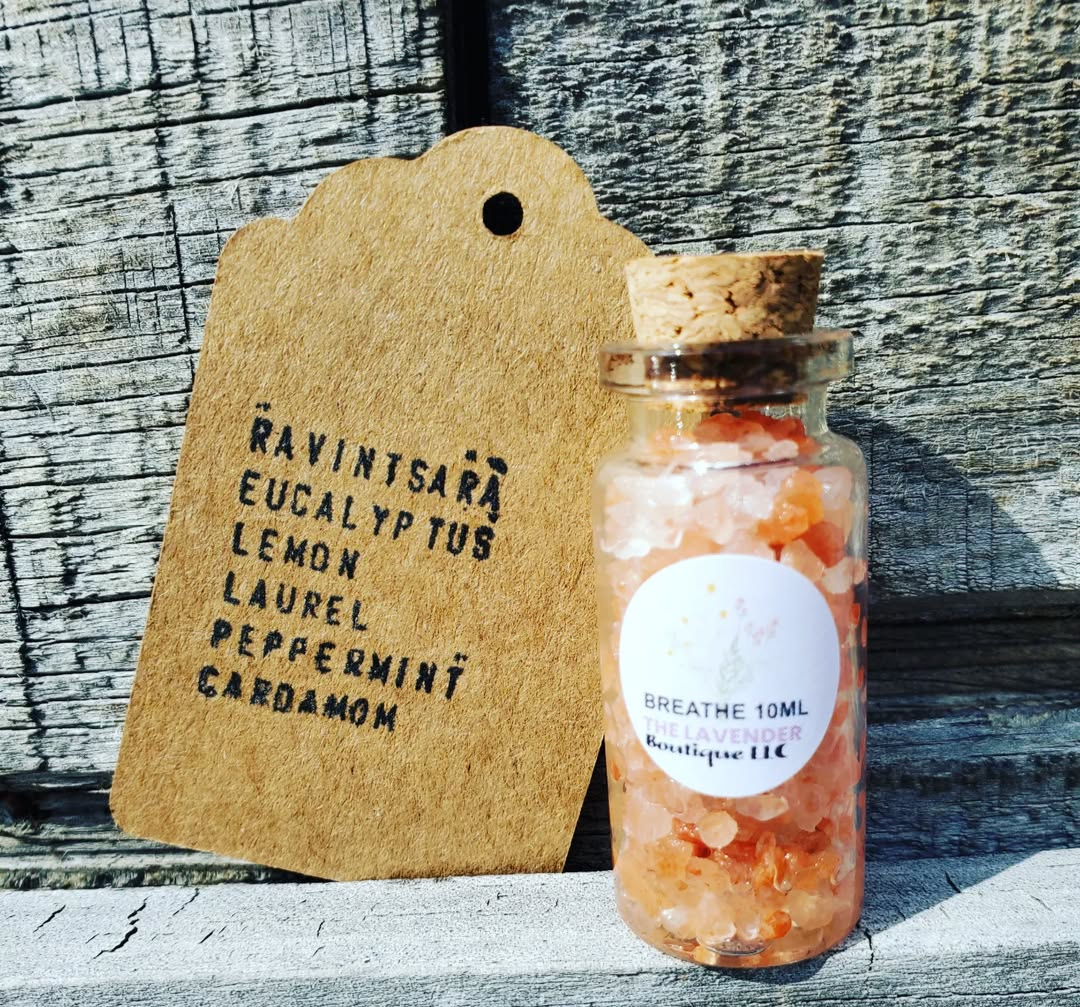 RAVINTSARA
EUCALYPTUS
LEMON
LAUREL
PEPPERMINT
CARDAMOM
BREATHE 10ML
THE LAVENDER
Boutique LLC